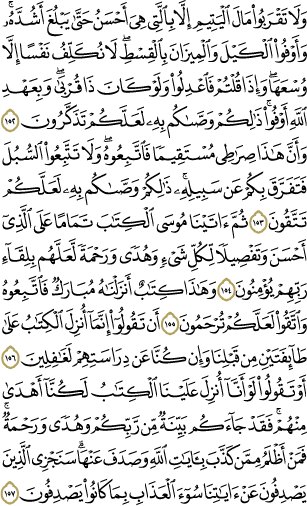 وَلَا تَقْرَبُوا۟ مَالَ ٱلْيَتِيمِ إِلَّا بِٱلَّتِى هِىَ أَحْسَنُ حَتَّىٰ يَبْلُغَ أَشُدَّهُۥ ۖ
وَأَوْفُوا۟ ٱلْكَيْلَ وَٱلْمِيزَانَ بِٱلْقِسْطِ ۖ لَا نُكَلِّفُ نَفْسًا إِلَّا
وُسْعَهَا ۖ وَإِذَا قُلْتُمْ فَٱعْدِلُوا۟ وَلَوْ كَانَ ذَا قُرْبَىٰ ۖ وَبِعَهْدِ
ٱللَّهِ أَوْفُوا۟ ۚ ذَٰلِكُمْ وَصَّىٰكُم بِهِۦ لَعَلَّكُمْ تَذَكَّرُونَ ١٥٢
وَأَنَّ هَٰذَا صِرَٰطِى مُسْتَقِيمًا فَٱتَّبِعُوهُ ۖ وَلَا تَتَّبِعُوا۟ ٱلسُّبُلَ
فَتَفَرَّقَ بِكُمْ عَن سَبِيلِهِۦ ۚ ذَٰلِكُمْ وَصَّىٰكُم بِهِۦ لَعَلَّكُمْ
تَتَّقُونَ ١٥٣ ثُمَّ ءَاتَيْنَا مُوسَى ٱلْكِتَٰبَ تَمَامًا عَلَى ٱلَّذِىٓ
أَحْسَنَ وَتَفْصِيلًا لِّكُلِّ شَىْءٍ وَهُدًى وَرَحْمَةً لَّعَلَّهُم بِلِقَآءِ
رَبِّهِمْ يُؤْمِنُونَ ١٥٤ وَهَٰذَا كِتَٰبٌ أَنزَلْنَٰهُ مُبَارَكٌ فَٱتَّبِعُوهُ
وَٱتَّقُوا۟ لَعَلَّكُمْ تُرْحَمُونَ ١٥٥ أَن تَقُولُوٓا۟ إِنَّمَآ أُنزِلَ ٱلْكِتَٰبُ عَلَىٰ
طَآئِفَتَيْنِ مِن قَبْلِنَا وَإِن كُنَّا عَن دِرَاسَتِهِمْ لَغَٰفِلِينَ ١٥٦
أَوْ تَقُولُوا۟ لَوْ أَنَّآ أُنزِلَ عَلَيْنَا ٱلْكِتَٰبُ لَكُنَّآ أَهْدَىٰ
مِنْهُمْ ۚ فَقَدْ جَآءَكُم بَيِّنَةٌ مِّن رَّبِّكُمْ وَهُدًى وَرَحْمَةٌ ۚ
فَمَنْ أَظْلَمُ مِمَّن كَذَّبَ بِـَٔايَٰتِ ٱللَّهِ وَصَدَفَ عَنْهَا ۗ سَنَجْزِى ٱلَّذِينَ
يَصْدِفُونَ عَنْ ءَايَٰتِنَا سُوٓءَ ٱلْعَذَابِ بِمَا كَانُوا۟ يَصْدِفُونَ ١٥٧